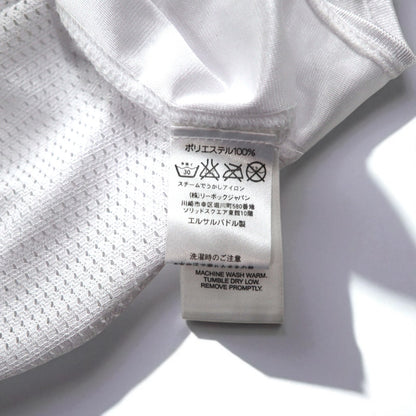 ポリエステル100%
30
スチームでうかしアイロン
(株)リーボックジャパン
川崎市幸区堀川町580番地
ソリッドスクエア東館10階
エルサルバドル製
洗濯時のご注意
MACHINE WASH WARM.
TUMBLE DRY LOW.
REMOVE PROMPTLY.